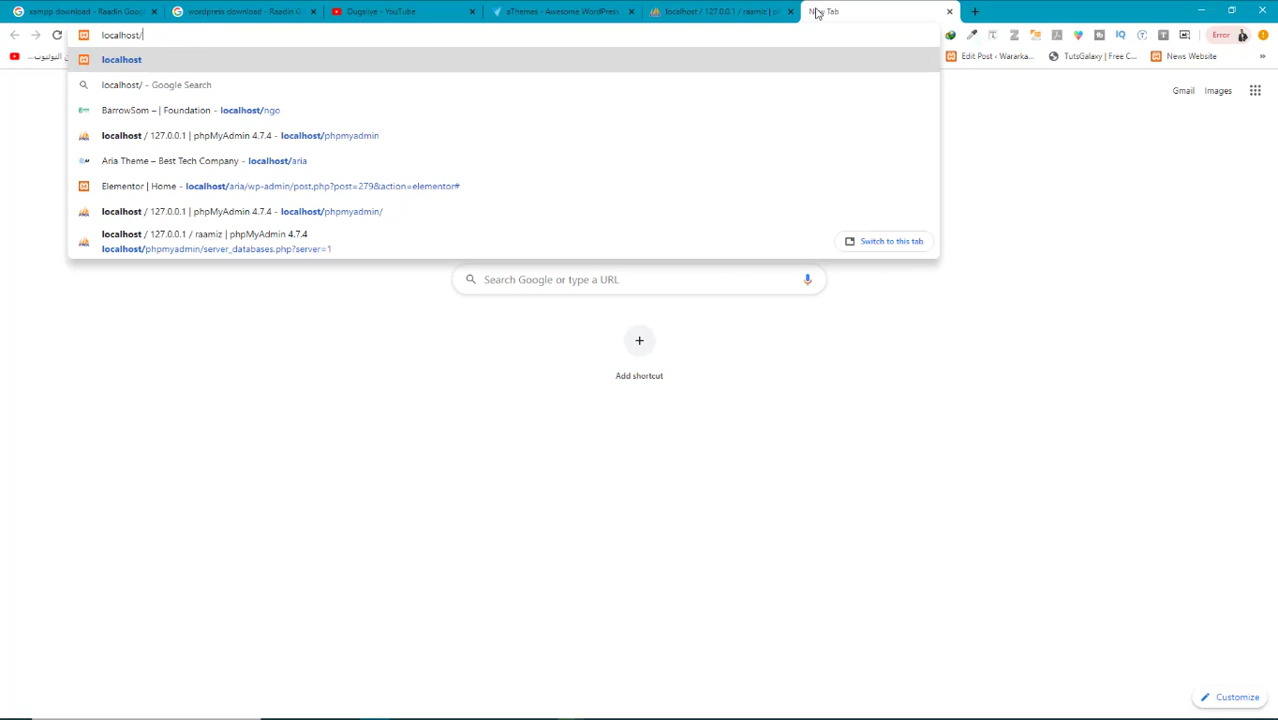 xampp download - Raadin Googl
wordpress download - Raadin G
Dugsiiye - YouTube
aThemes - Awesome WordPress
localhost / 127.0.0.1 / raamiz | p
New Tab
localhost/
Error
localhost
اليوتيوب...
Edit Post ‹ Wararka...
TutsGalaxy | Free C...
News Website
»
localhost/ - Google Search
Gmail
Images
BarrowSom – | Foundation - localhost/ngo
localhost / 127.0.0.1 | phpMyAdmin 4.7.4 - localhost/phpmyadmin
Aria Theme – Best Tech Company - localhost/aria
Elementor | Home - localhost/aria/wp-admin/post.php?post=279&action=elementor#
localhost / 127.0.0.1 | phpMyAdmin 4.7.4 - localhost/phpmyadmin/
localhost / 127.0.0.1 / raamiz | phpMyAdmin 4.7.4
localhost/phpmyadmin/server_databases.php?server=1
Switch to this tab
Search Google or type a URL
Add shortcut
Customize